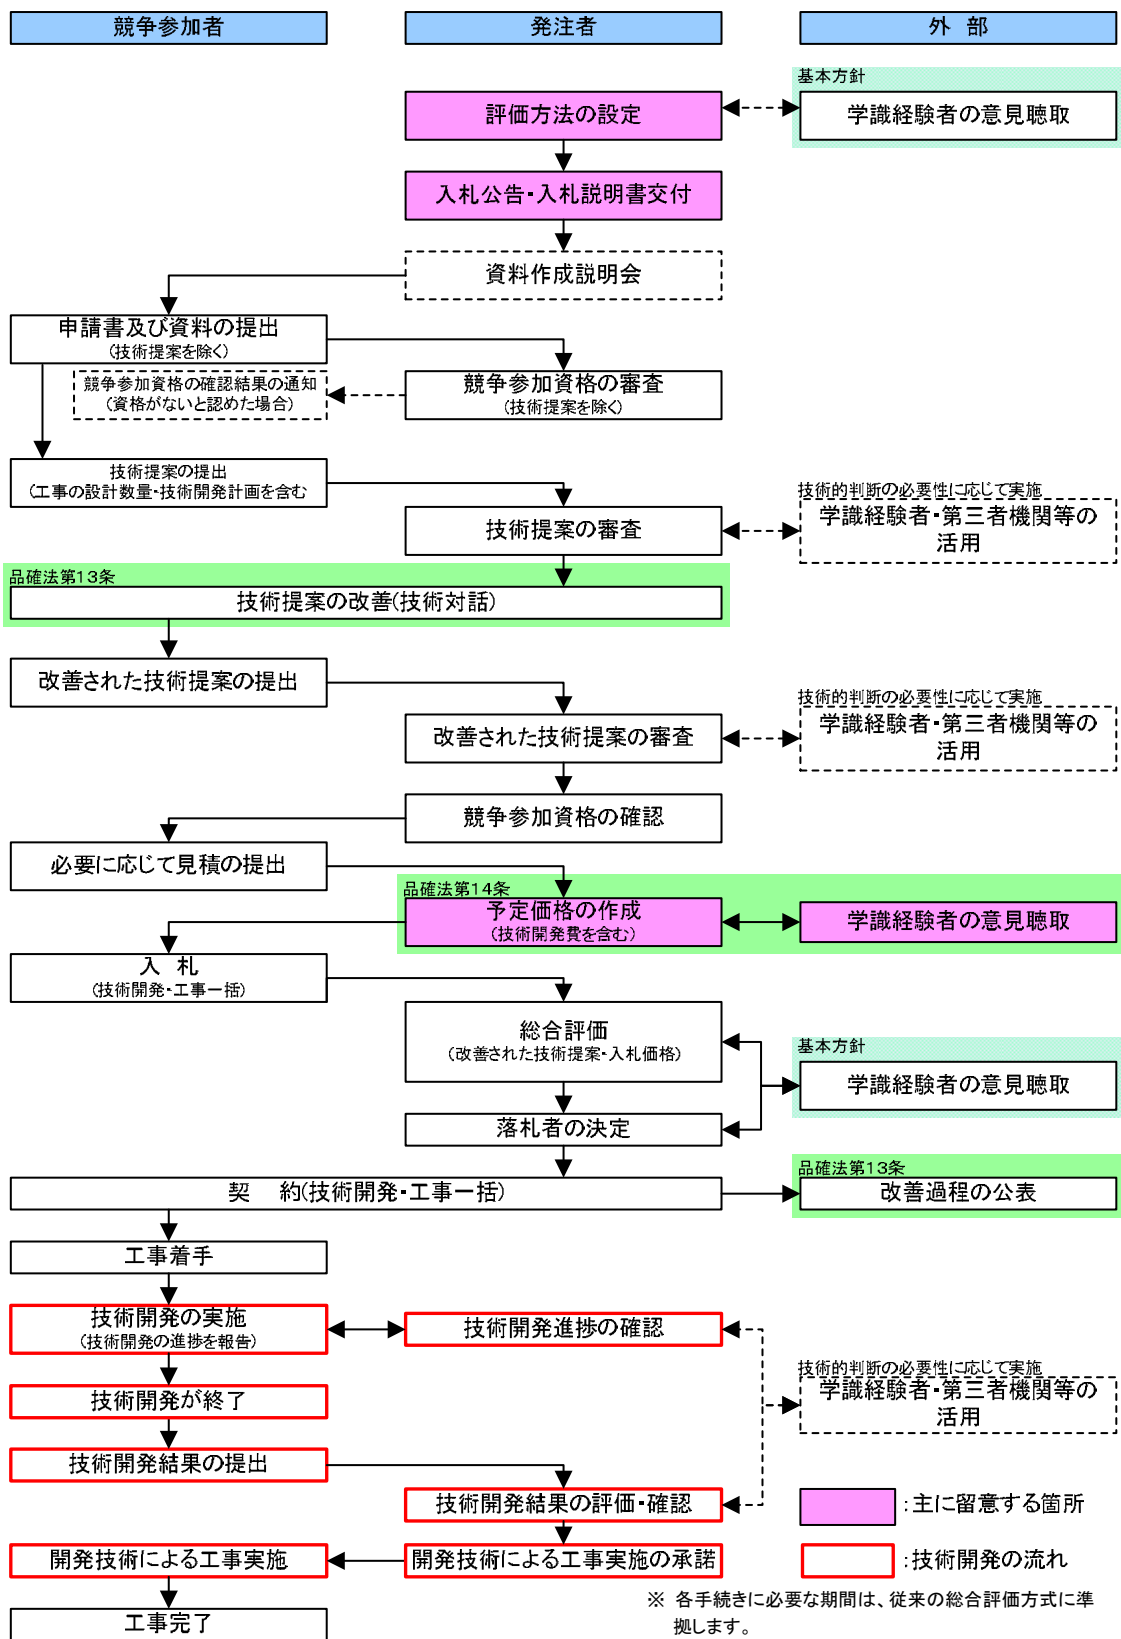 競争参加者
発注者
外 部
基本方針
評価方法の設定
学識経験者の意見聴取
入札公告・入札説明書交付
資料作成説明会
申請書及び資料の提出
(技術提案を除く)
競争参加資格の確認結果の通知
(資格がないと認めた場合)
競争参加資格の審査
(技術提案を除く)
技術提案の提出
(工事の設計数量・技術開発計画を含む
技術的判断の必要性に応じて実施
技術提案の審査
学識経験者・第三者機関等の
活用
品確法第13条
技術提案の改善(技術対話)
改善された技術提案の提出
技術的判断の必要性に応じて実施
改善された技術提案の審査
学識経験者・第三者機関等の
活用
競争参加資格の確認
必要に応じて見積の提出
品確法第14条
予定価格の作成
(技術開発費を含む)
学識経験者の意見聴取
入 札
(技術開発・工事一括)
総合評価
(改善された技術提案・入札価格)
基本方針
学識経験者の意見聴取
落札者の決定
品確法第13条
契 約(技術開発・工事一括)
改善過程の公表
工事着手
技術開発の実施
(技術開発の進捗を報告)
技術開発進捗の確認
技術的判断の必要性に応じて実施
学識経験者・第三者機関等の
活用
技術開発が終了
技術開発結果の提出
技術開発結果の評価・確認
:主に留意する箇所
開発技術による工事実施
開発技術による工事実施の承諾
:技術開発の流れ
※ 各手続きに必要な期間は、従来の総合評価方式に準
拠します。
工事完了